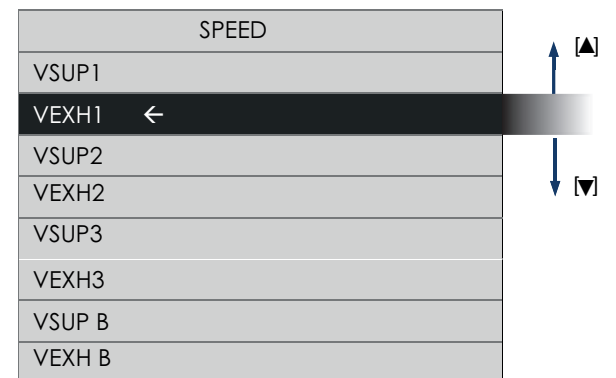 SPEED
[▲]
VSUP1
VEXH1 ←
VSUP2
VEXH2
[▼]
VSUP3
VEXH3
VSUP B
VEXH B